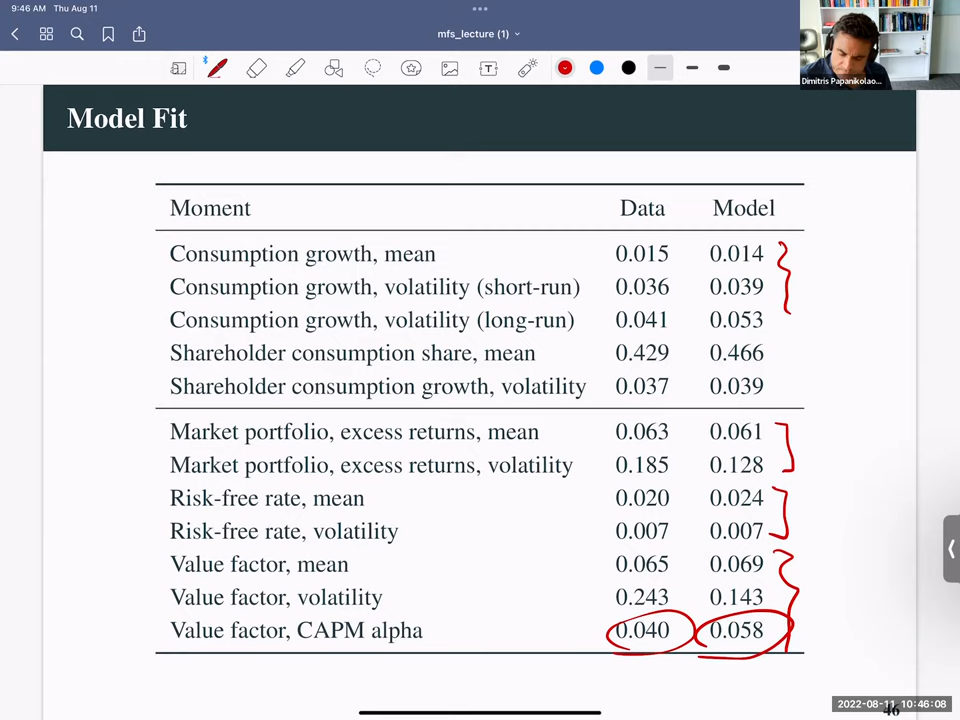 9:46 AM Thu Aug 11
mfs_lecture (1)
T
Dimitris Papanikolao...
Model Fit
Moment Data Model
Consumption growth, mean 0.015 0.014
Consumption growth, volatility (short-run) 0.036 0.039
Consumption growth, volatility (long-run) 0.041 0.053
Shareholder consumption share, mean 0.429 0.466
Shareholder consumption growth, volatility 0.037 0.039
Market portfolio, excess returns, mean 0.063 0.061
Market portfolio, excess returns, volatility 0.185 0.128
Risk-free rate, mean 0.020 0.024
Risk-free rate, volatility 0.007 0.007
Value factor, mean 0.065 0.069
Value factor, volatility 0.243 0.143
Value factor, CAPM alpha 0.040 0.058
2022-08-11 10:46:08
46